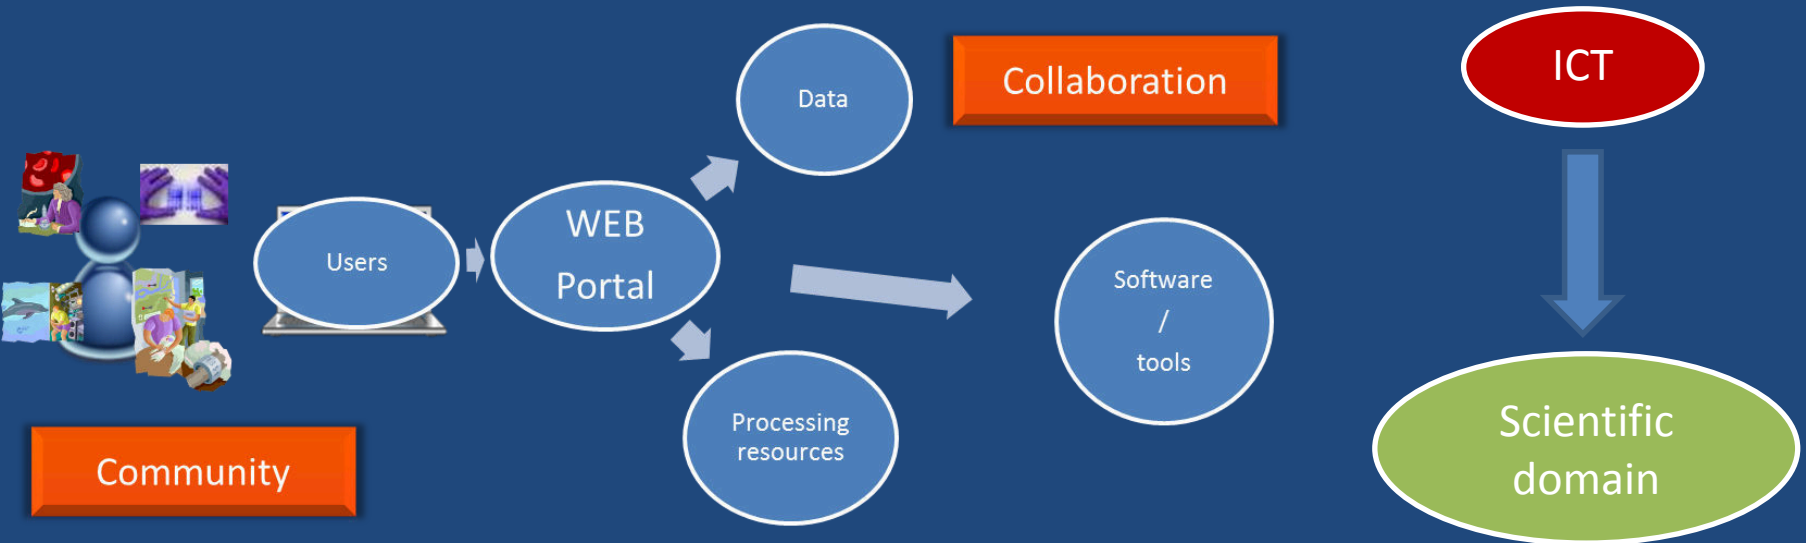 Data
Collaboration
ICT
Users
WEB
Portal
Software
/
tools
Processing
resources
Community
Scientific
domain